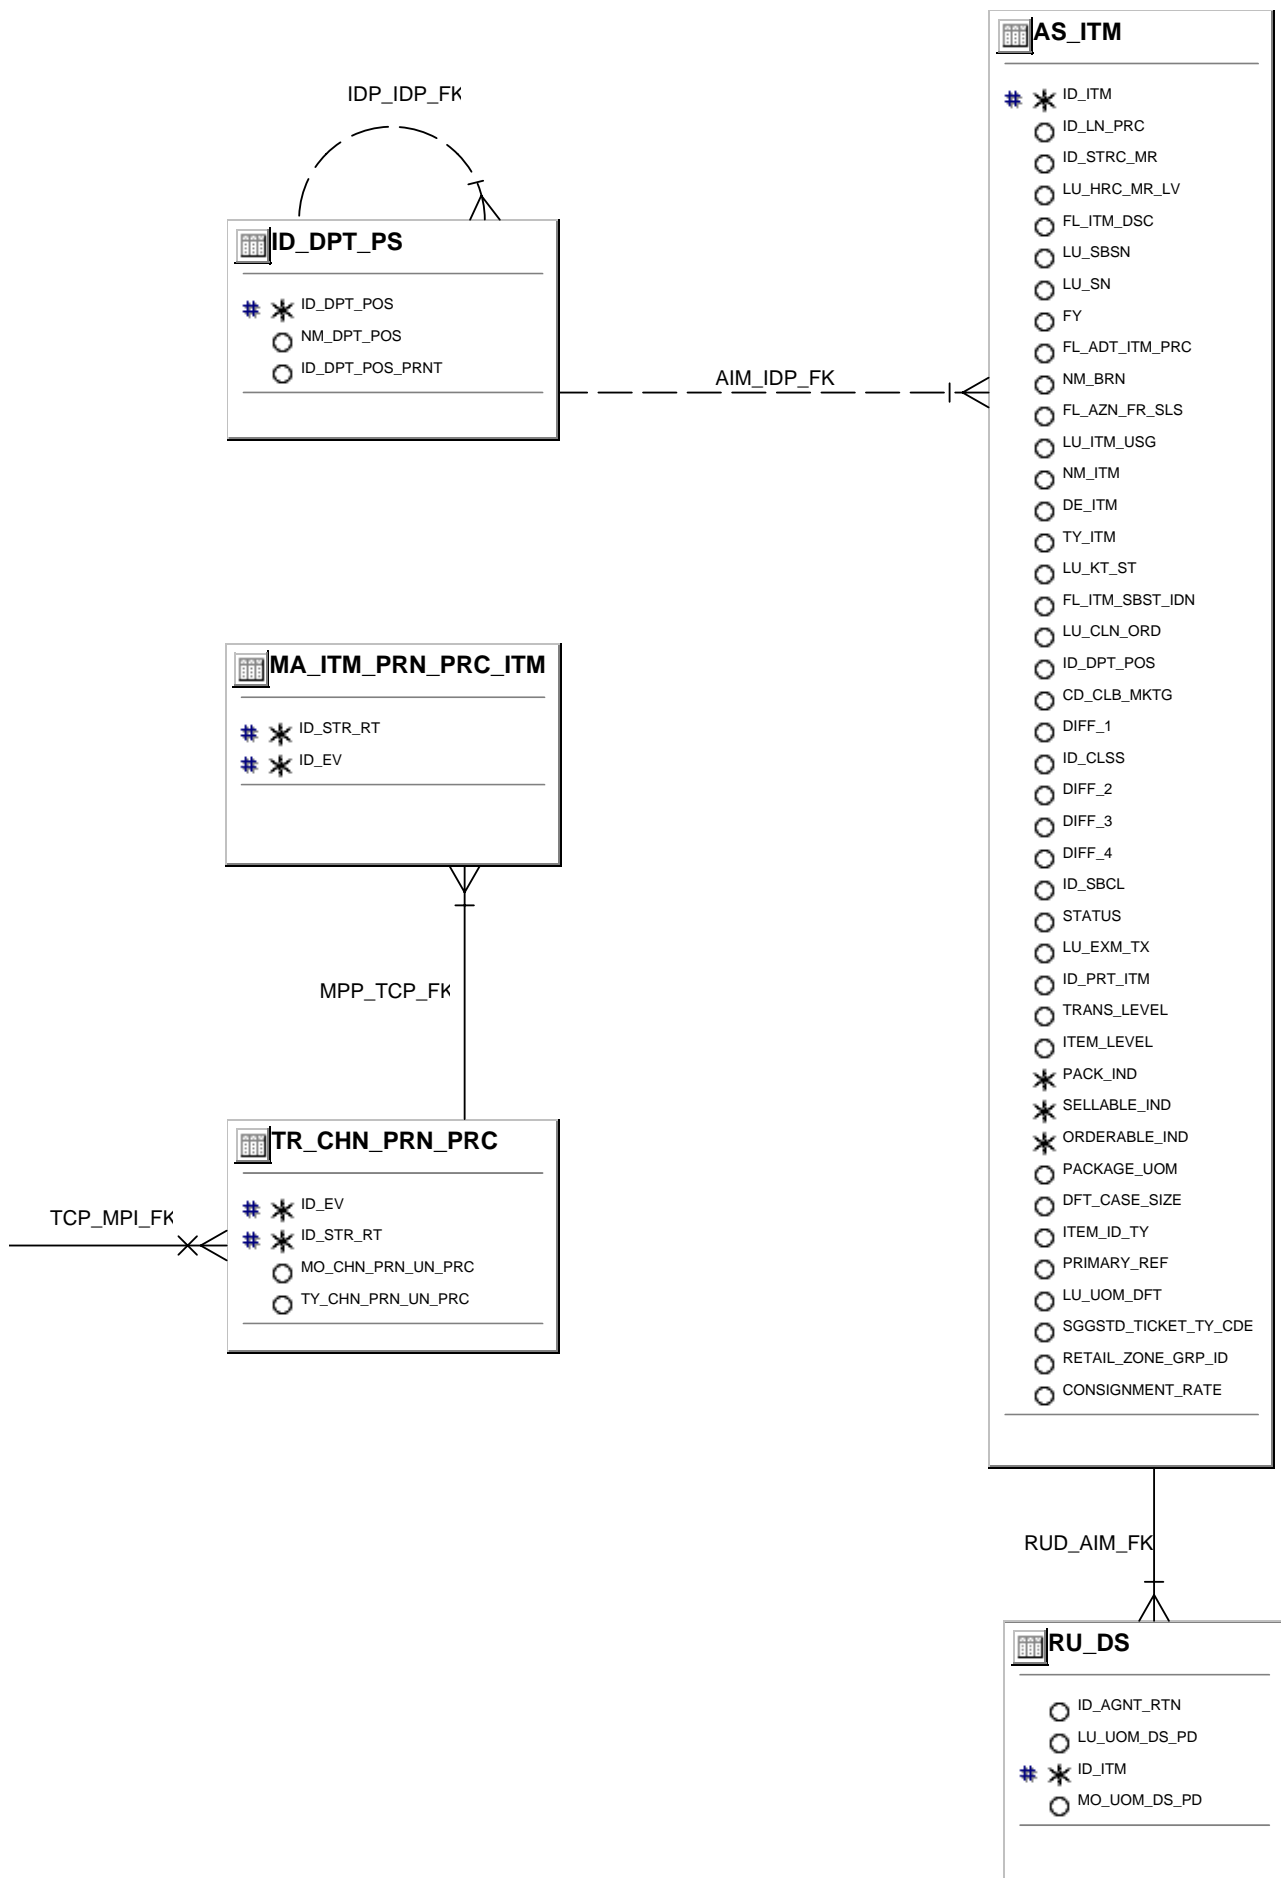 IDP_IDP_FK
ID_DPT_PS
# * ID_DPT_POS
NM_DPT_POS
ID_DPT_POS_PRNT
AIM_IDP_FK
MA_ITM_PRN_PRC_ITM
# * ID_STR_RT
# * ID_EV
MPP_TCP_FK
TR_CHN_PRN_PRC
# * ID_EV
# * ID_STR_RT
MO_CHN_PRN_UN_PRC
TY_CHN_PRN_UN_PRC
TCP_MPI_FK
AS_ITM
# * ID_ITM
ID_LN_PRC
ID_STRC_MR
LU_HRC_MR_LV
FL_ITM_DSC
LU_SBSN
LU_SN
FY
FL_ADT_ITM_PRC
NM_BRN
FL_AZN_FR_SLS
LU_ITM_USG
NM_ITM
DE_ITM
TY_ITM
LU_KT_ST
FL_ITM_SBST_IDN
LU_CLN_ORD
ID_DPT_POS
CD_CLB_MKTG
DIFF_1
ID_CLSS
DIFF_2
DIFF_3
DIFF_4
ID_SBCL
STATUS
LU_EXM_TX
ID_PRT_ITM
TRANS_LEVEL
ITEM_LEVEL
* PACK_IND
* SELLABLE_IND
* ORDERABLE_IND
PACKAGE_UOM
DFT_CASE_SIZE
ITEM_ID_TY
PRIMARY_REF
LU_UOM_DFT
SGGSTD_TICKET_TY_CDE
RETAIL_ZONE_GRP_ID
CONSIGNMENT_RATE
RUD_AIM_FK
RU_DS
ID_AGNT_RTN
LU_UOM_DS_PD
# * ID_ITM
MO_UOM_DS_PD